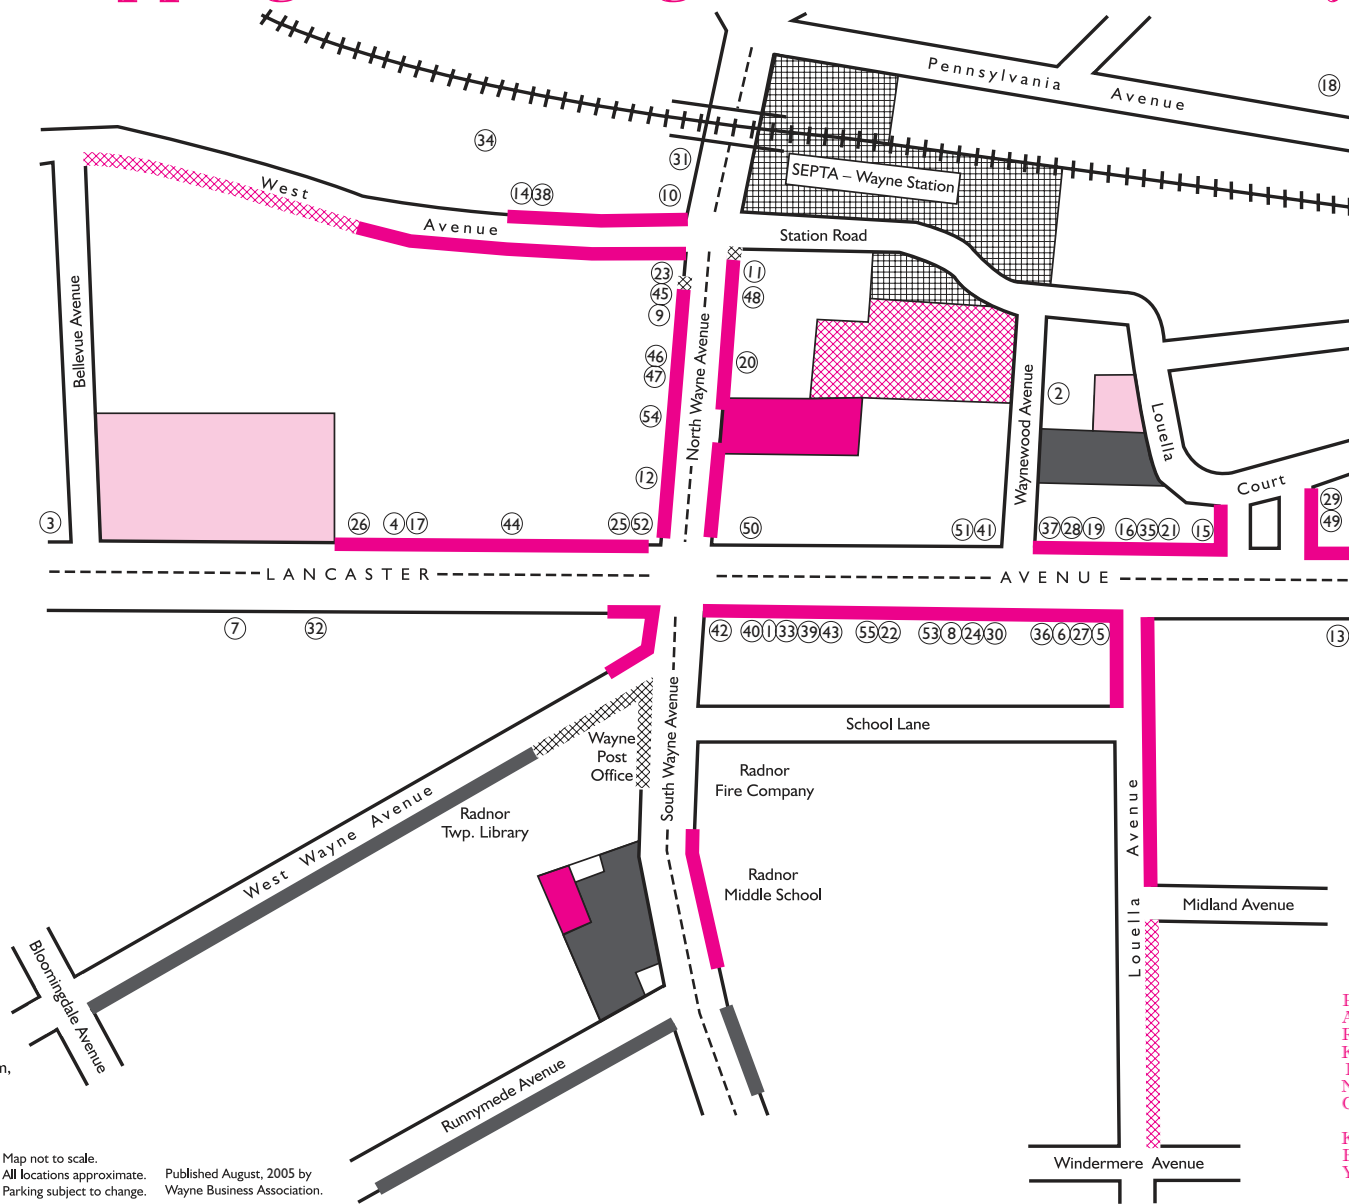 Pennsylvania Avenue
18
34
31
SEPTA – Wayne Station
14 38
10
West Avenue
Station Road
23
11
45
48
9
Bellevue Avenue
North Wayne Avenue
46
20
47
54
2
Waynewood Avenue
Louella Court
12
3
26 4 17 44 25 52
50
51 41
37 28 19 16 35 21 15
29
49
LANCASTER AVENUE
7 32
42 40 1 33 39 43 55 22 53 8 24 30 36 6 27 5
13
South Wayne Avenue
School Lane
Wayne
Post
Office
Radnor
Fire Company
Radnor
Twp. Library
West Wayne Avenue
Radnor
Middle School
Louella Avenue
Midland Avenue
Bloomingdale Avenue
Runnymede Avenue
Windermere Avenue
Map not to scale.
All locations approximate.
Parking subject to change.
Published August, 2005 by
Wayne Business Association.